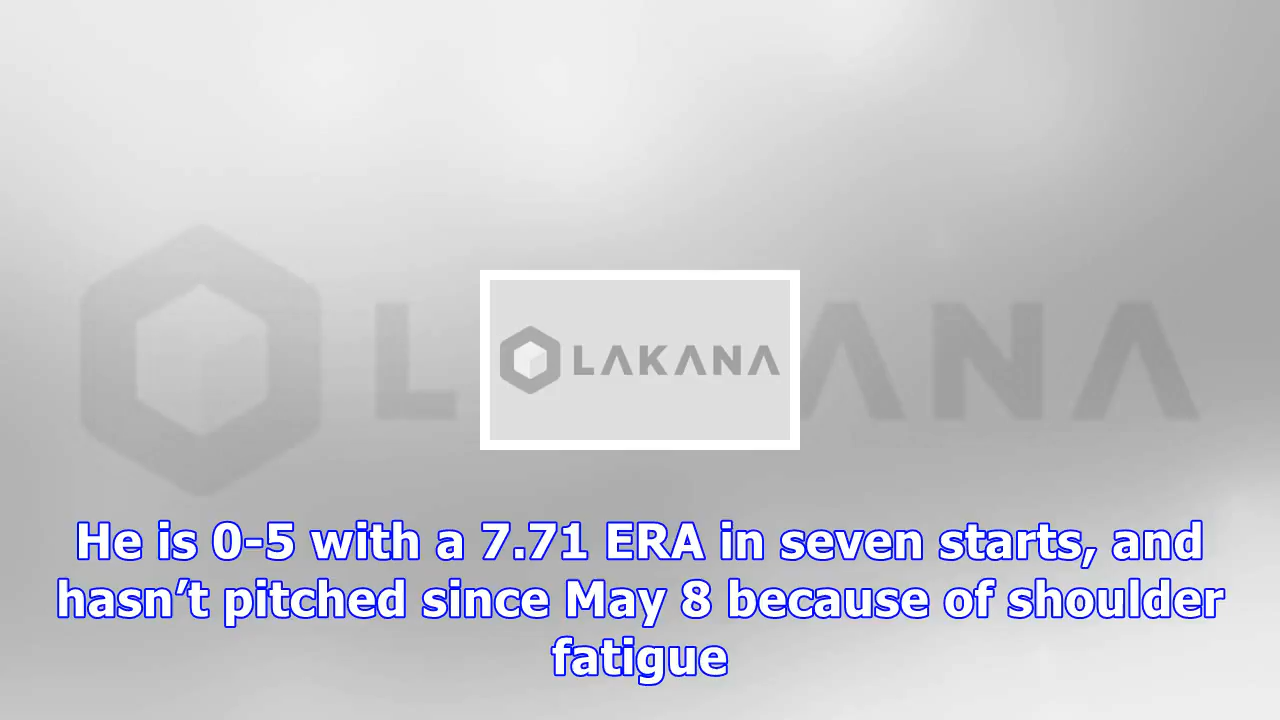 LAKANA
L ANA
He is 0-5 with a 7.71 ERA in seven starts, and
hasn’t pitched since May 8 because of shoulder
fatigue